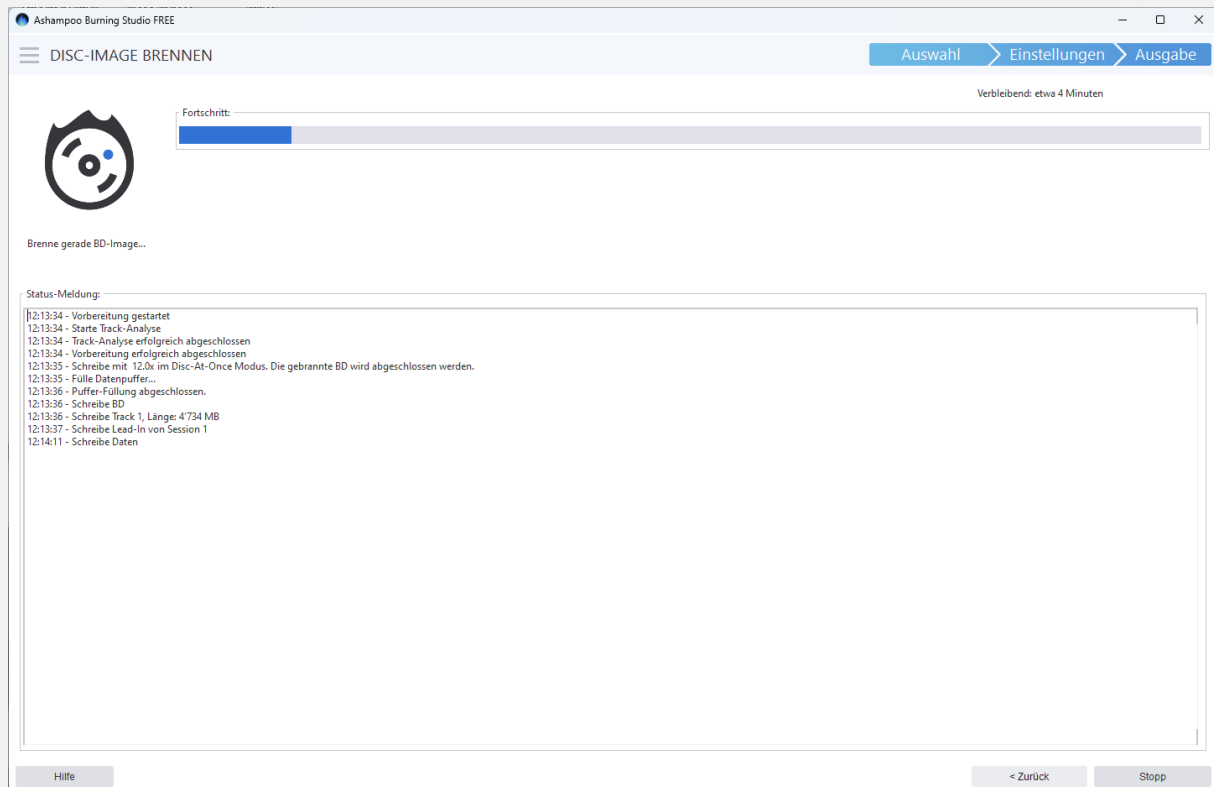 Ashampoo Burning Studio FREE
DISC-IMAGE BRENNEN
Auswahl
Einstellungen
Ausgabe
Verbleibend: etwa 4 Minuten
Fortschritt:
Brenne gerade BD-Image...
Status-Meldung:
12:13:34 - Vorbereitung gestartet
12:13:34 - Starte Track-Analyse
12:13:34 - Track-Analyse erfolgreich abgeschlossen
12:13:34 - Vorbereitung erfolgreich abgeschlossen
12:13:35 - Schreibe mit  12.0x im Disc-At-Once Modus. Die gebrannte BD wird abgeschlossen werden.
12:13:35 - Fülle Datenpuffer...
12:13:36 - Puffer-Füllung abgeschlossen.
12:13:36 - Schreibe BD
12:13:36 - Schreibe Track 1, Länge: 4'734 MB
12:13:37 - Schreibe Lead-In von Session 1
12:14:11 - Schreibe Daten
Hilfe
< Zurück
Stopp